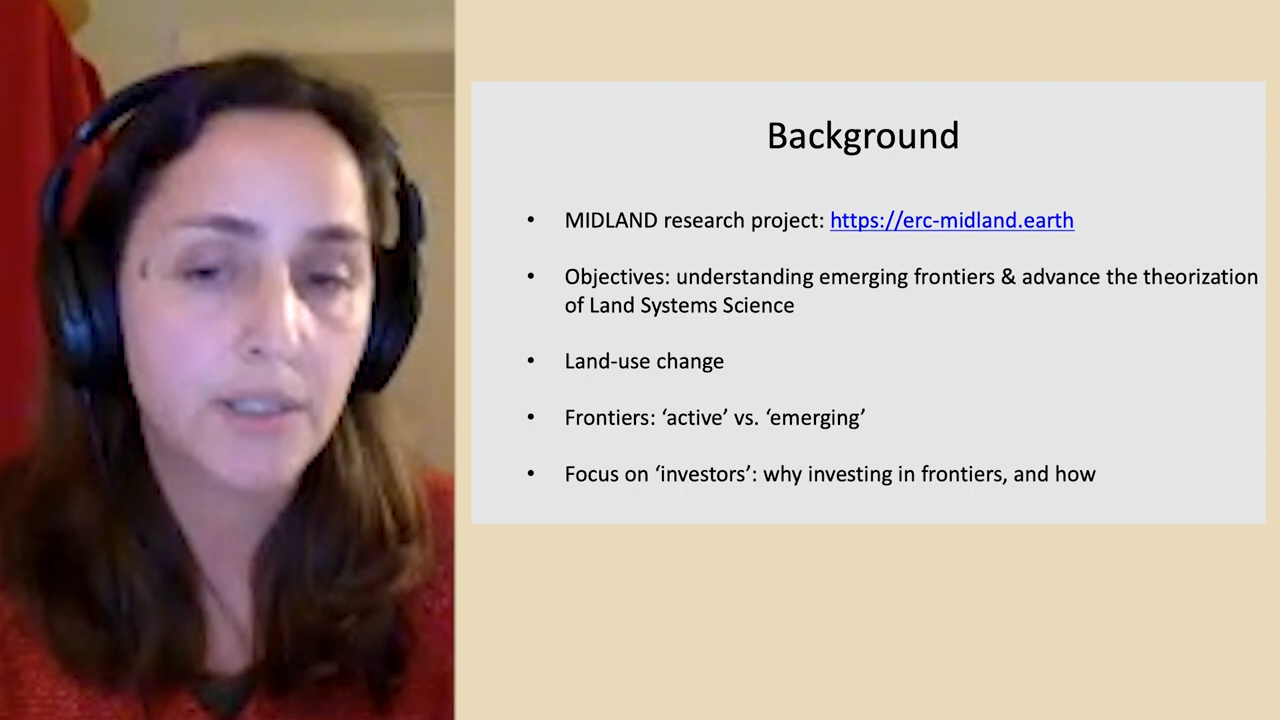 Background
• MIDLAND research project: https://erc-midland.earth
• Objectives: understanding emerging frontiers & advance the theorization
of Land Systems Science
• Land-use change
• Frontiers: ‘active’ vs. ‘emerging’
• Focus on ‘investors’: why investing in frontiers, and how